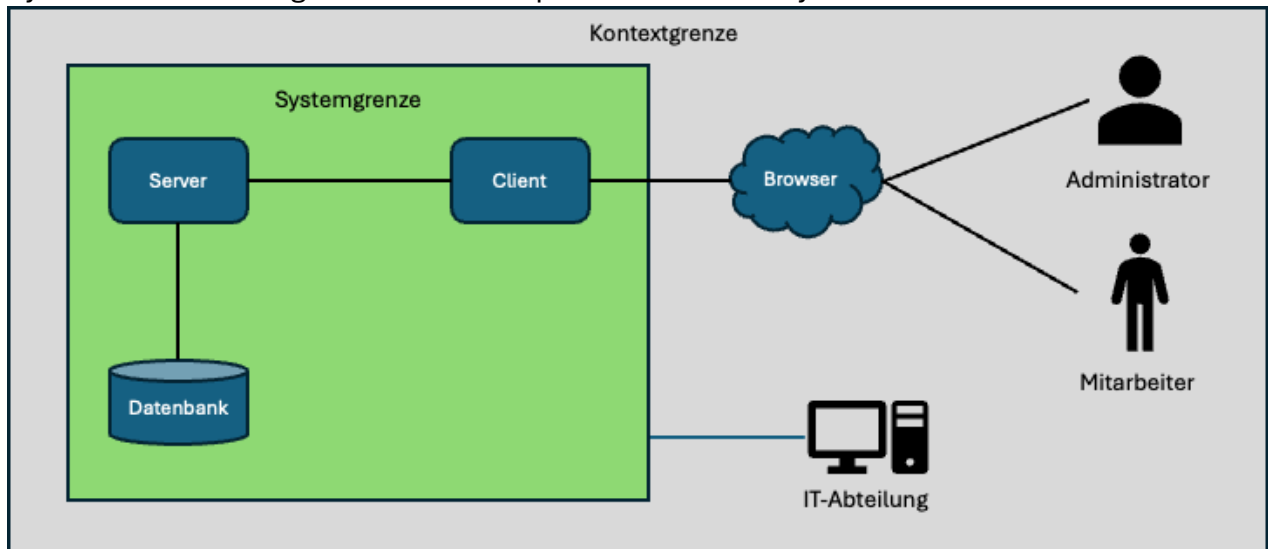 Kontextgrenze
Systemgrenze
Server
Client
Browser
Administrator
Datenbank
Mitarbeiter
IT-Abteilung